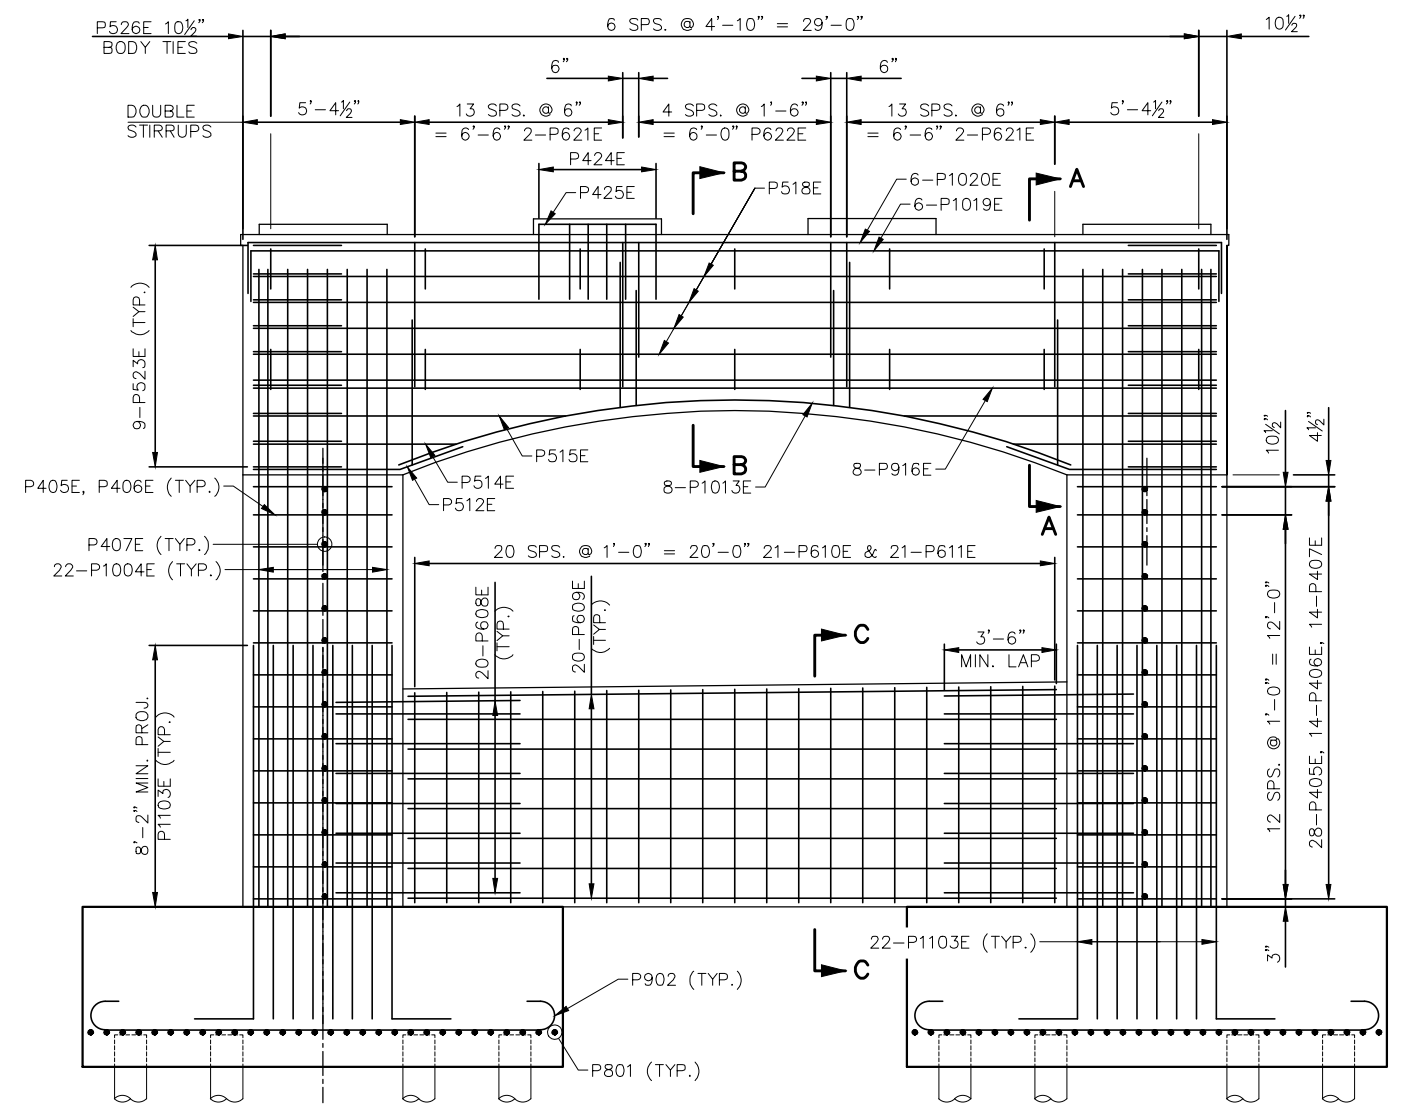 P526E 10½"
BODY TIES
6 SPS. @ 4'-10" = 29'-0"
10½"
6"
6"
DOUBLE
STIRRUPS
5'-4½"
13 SPS. @ 6"
= 6'-6" 2-P621E
4 SPS. @ 1'-6"
= 6'-0" P622E
13 SPS. @ 6"
= 6'-6" 2-P621E
5'-4½"
P424E
P425E
B
P518E
6-P1020E
6-P1019E
A
9-P523E (TYP.)
P515E
P514E
P512E
B
8-P1013E
8-P916E
A
10½"
4½"
P405E, P406E (TYP.)
P407E (TYP.)
22-P1004E (TYP.)
20 SPS. @ 1'-0" = 20'-0" 21-P610E & 21-P611E
20-P608E
(TYP.)
20-P609E
(TYP.)
C
3'-6"
MIN. LAP
12 SPS. @ 1'-0" = 12'-0"
28-P405E, 14-P406E, 14-P407E
8'-2" MIN. PROJ.
P1103E (TYP.)
22-P1103E (TYP.)
3"
C
P902 (TYP.)
P801 (TYP.)